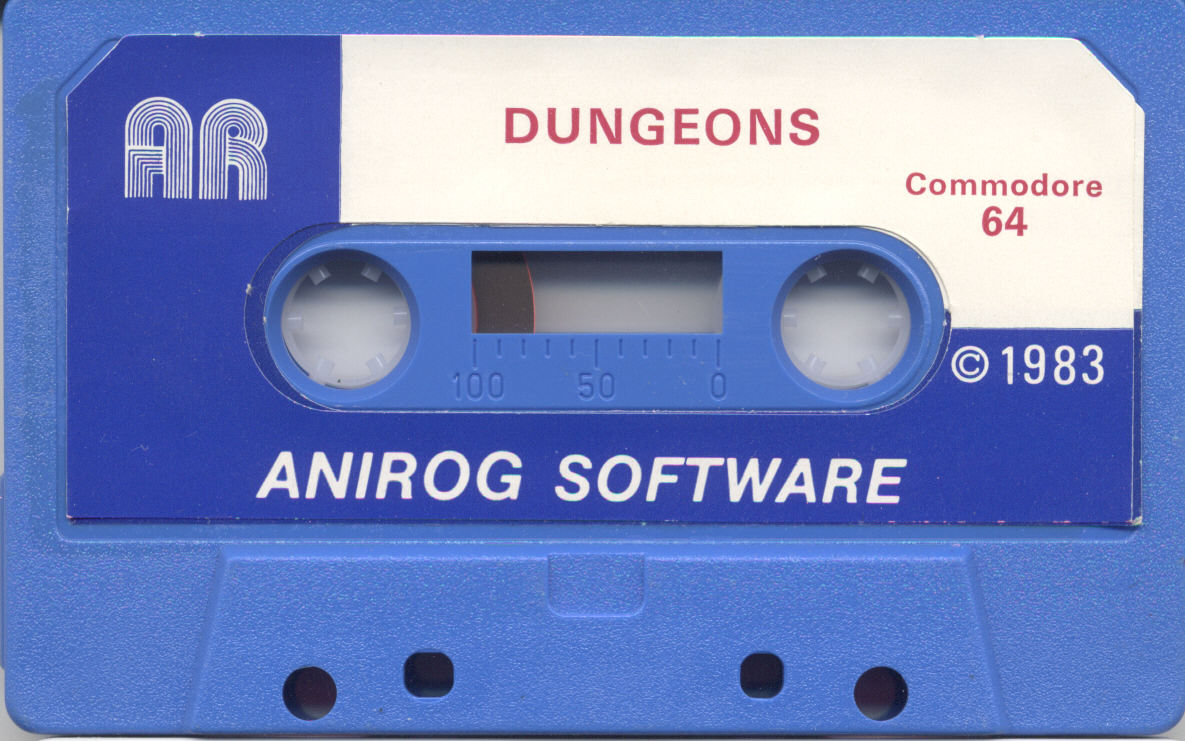 AR
DUNGEONS
Commodore
64
© 1983
100 50 0
ANIROG SOFTWARE